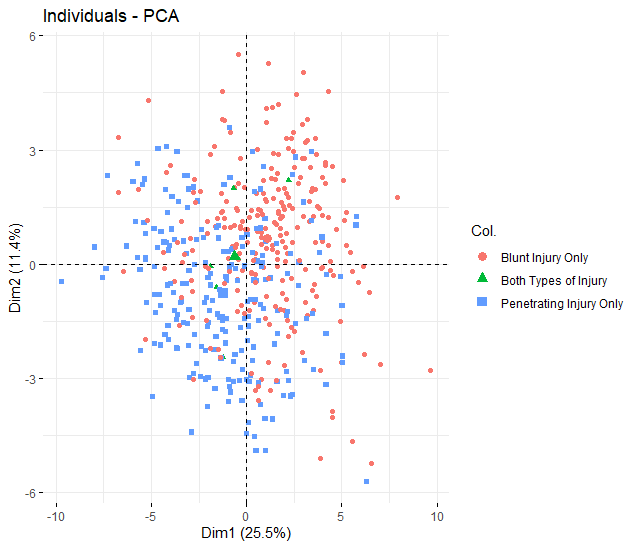 Individuals - PCA
6
3
0
-3
-6
Dim2 (11.4%)
-10
-5
0
5
10
Dim1 (25.5%)
Col.
Blunt Injury Only
Both Types of Injury
Penetrating Injury Only